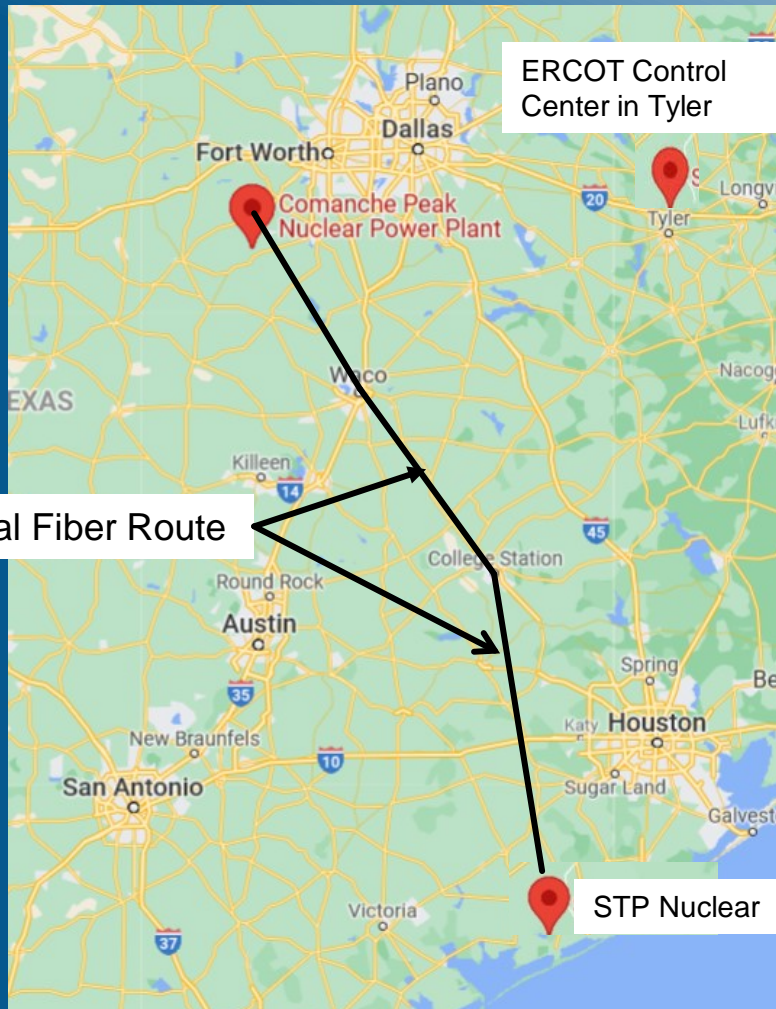 Plano
ERCOT Control
Center in Tyler
Dallas
Fort Worth
Comanche Peak
Nuclear Power Plant
20
S
Longv
Tyler
Nacog
Waco
EXAS
Lufk
Killeen
14
al Fiber Route
45
College Station
Round Rock
Austin
Spring
Be
35
Katy
Houston
New Braunfels
10
San Antonio
Sugar Land
Galvest
STP Nuclear
Victoria
37